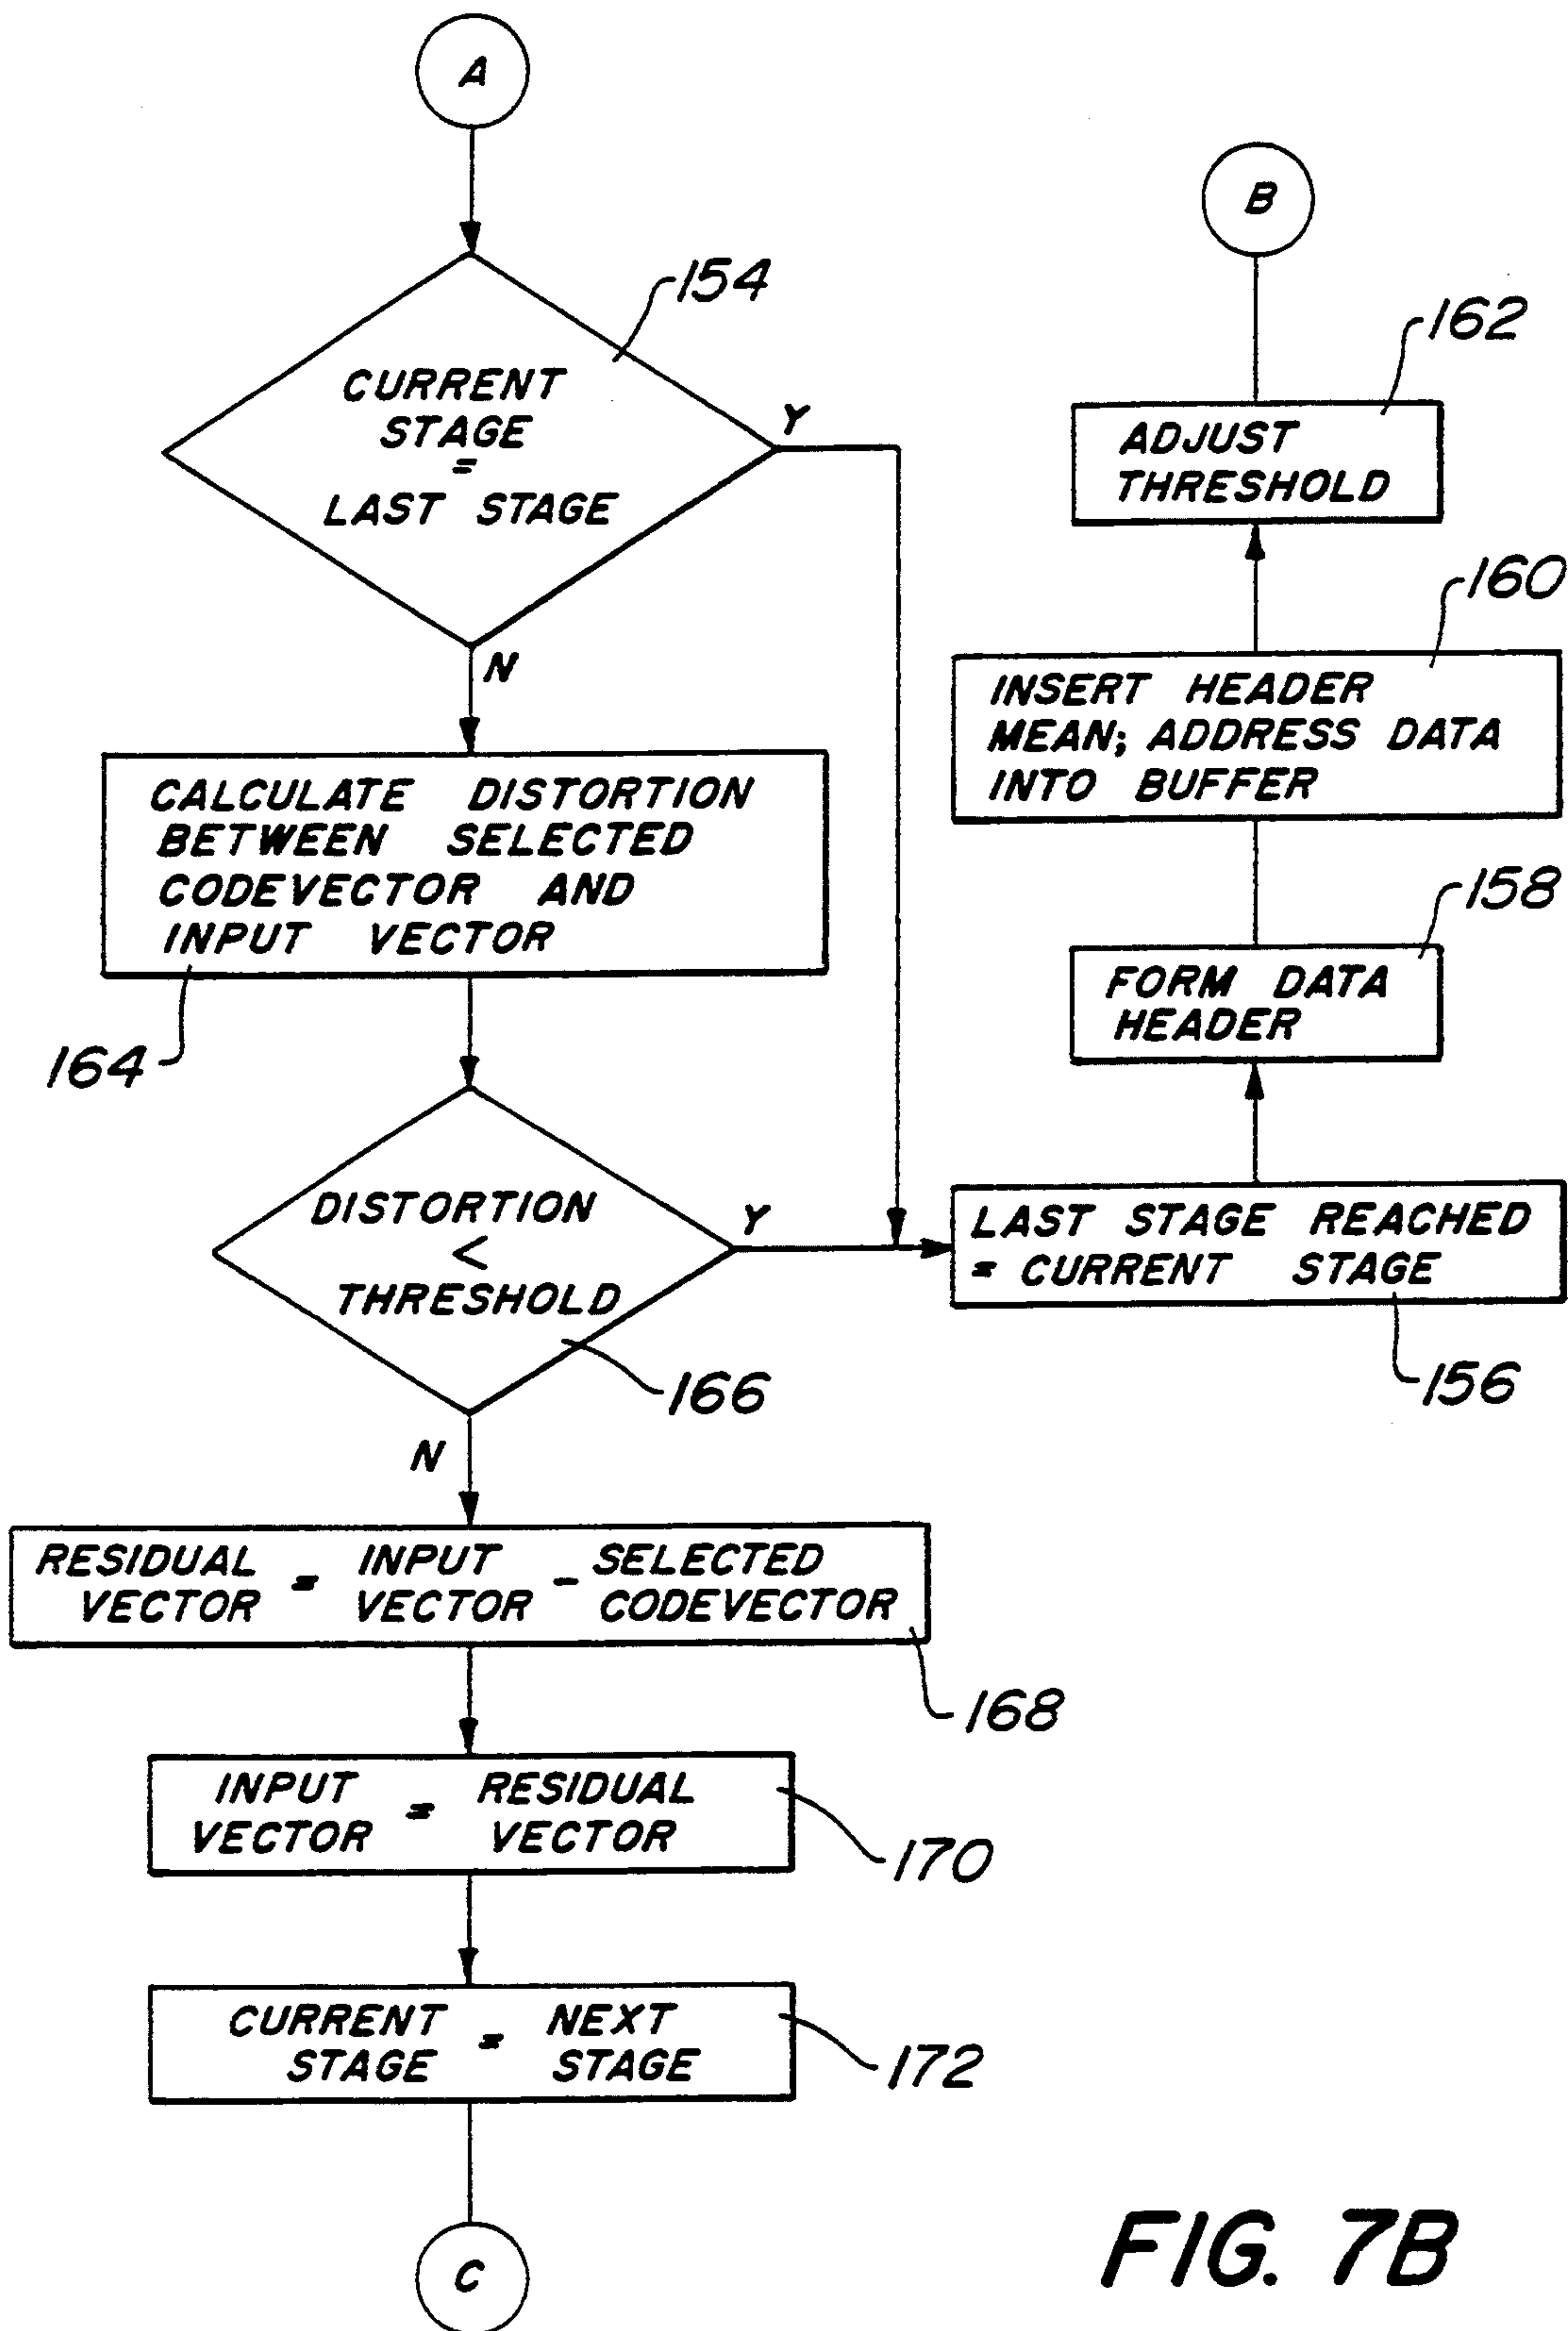 A
154
CURRENT
STAGE
=
LAST STAGE
Y
N
CALCULATE DISTORTION
BETWEEN SELECTED
CODEVECTOR AND
INPUT VECTOR
164
DISTORTION
<
THRESHOLD
Y
166
N
RESIDUAL = INPUT - SELECTED
VECTOR VECTOR CODEVECTOR
168
INPUT = RESIDUAL
VECTOR VECTOR
170
CURRENT = NEXT
STAGE STAGE
172
C
B
162
ADJUST
THRESHOLD
160
INSERT HEADER
MEAN; ADDRESS DATA
INTO BUFFER
158
FORM DATA
HEADER
LAST STAGE REACHED
= CURRENT STAGE
156
FIG. 7B